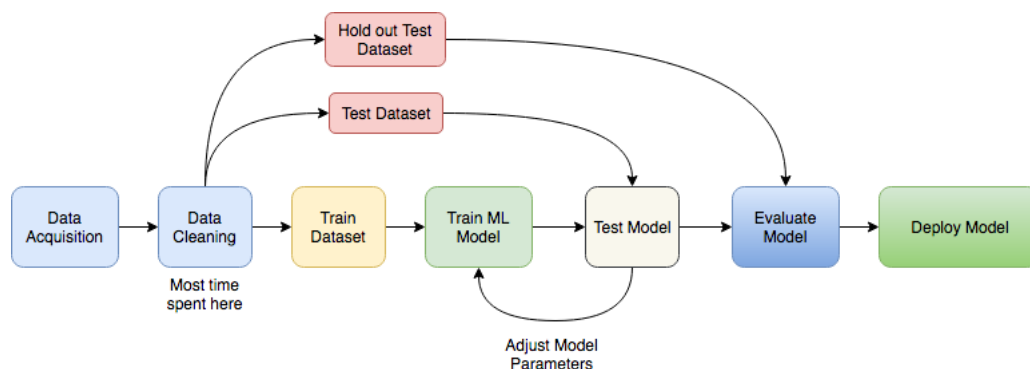 Hold out Test
Dataset
Test Dataset
Data
Acquisition
Data
Cleaning
Train
Dataset
Train ML
Model
Test Model
Evaluate
Model
Deploy Model
Most time
spent here
Adjust Model
Parameters